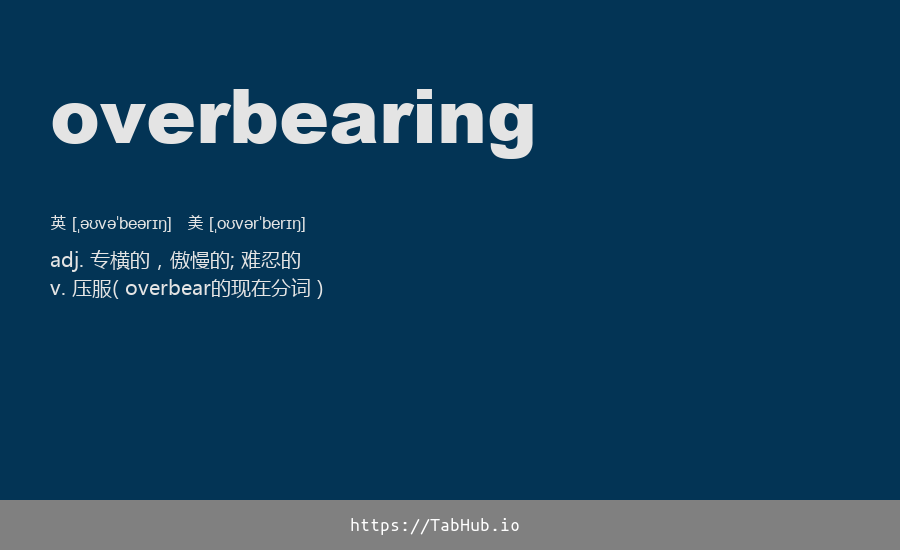 overbearing
英 [ˌəʊvəˈbeərɪŋ] 美 [ˌoʊvərˈberɪŋ]
adj. 专横的，傲慢的; 难忍的
v. 压服( overbear的现在分词 )
https://TabHub.io